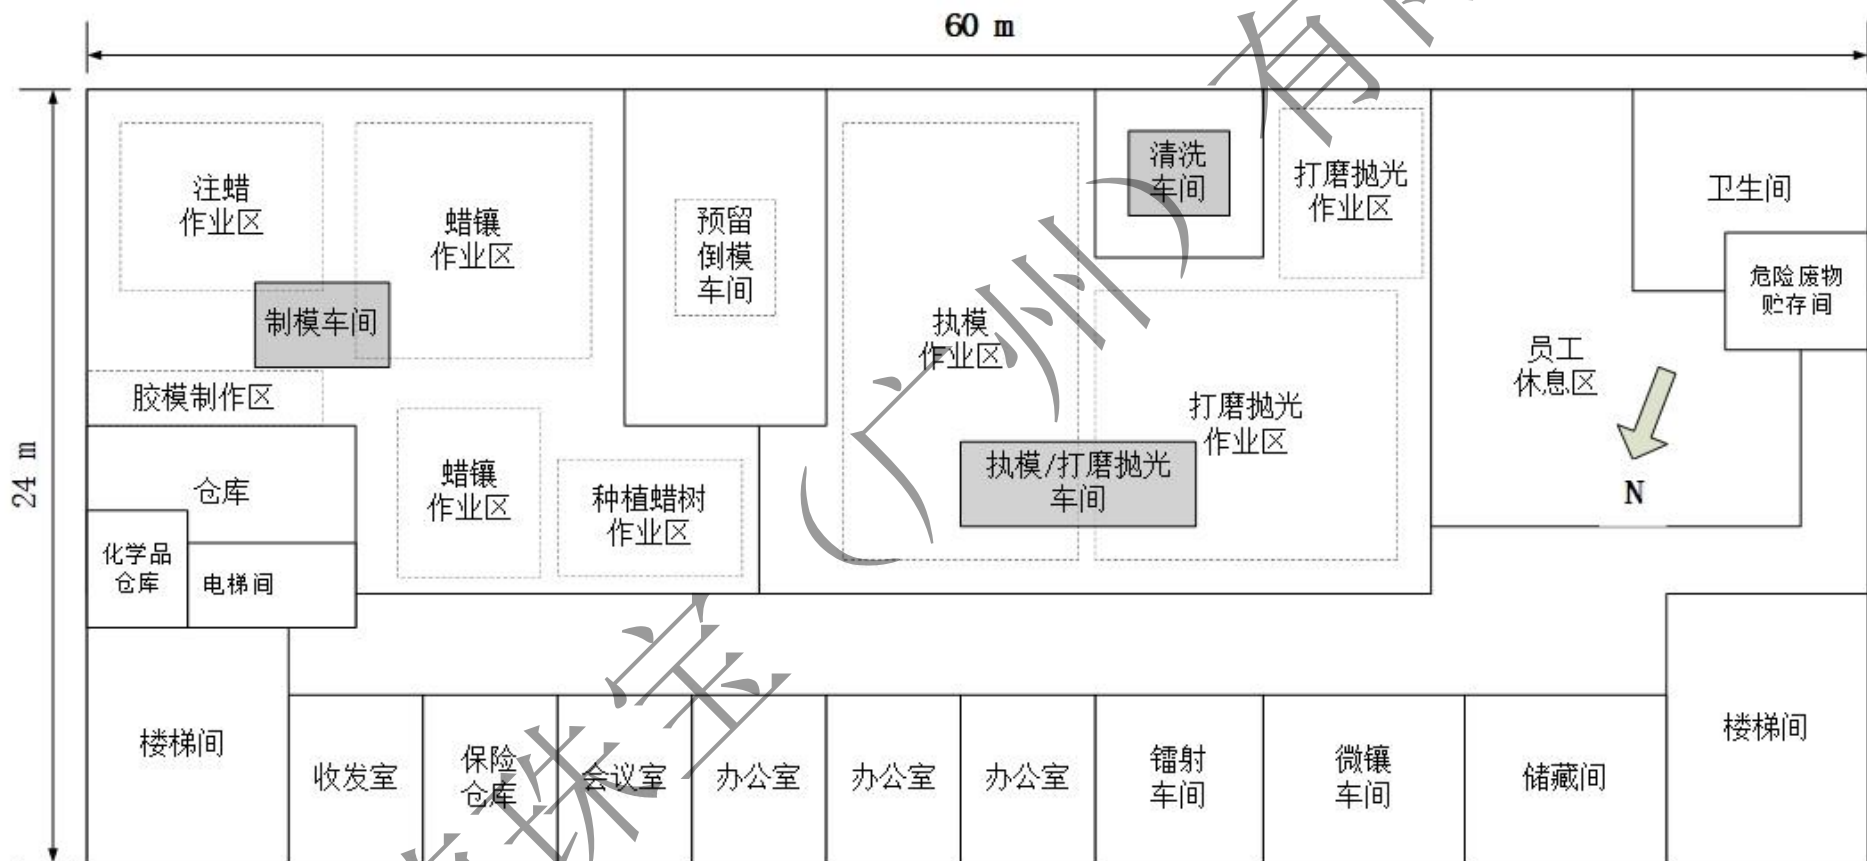 60 m
24 m
注蜡
作业区
蜡镶
作业区
预留
倒模
车间
执模
作业区
清洗
车间
打磨抛光
作业区
卫生间
危险废物
贮存间
制模车间
胶模制作区
员工
休息区
打磨抛光
作业区
仓库
蜡镶
作业区
种植蜡树
作业区
执模/打磨抛光
车间
N
化学品
仓库
电梯间
楼梯间
收发室
保险
仓库
会议室
办公室
办公室
办公室
镭射
车间
微镶
车间
储藏间
楼梯间
珠宝（广州）有